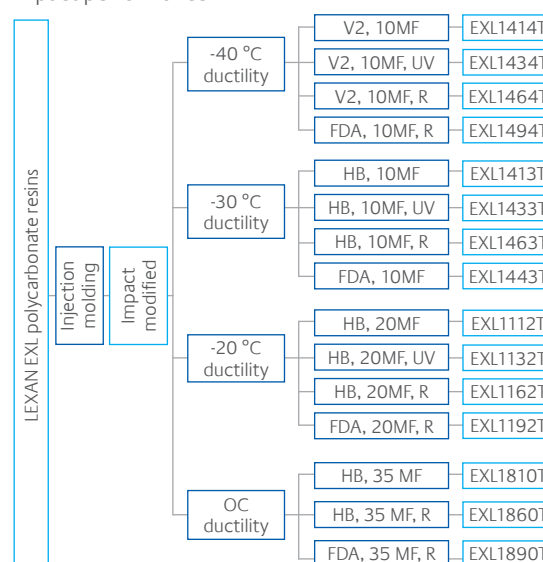 LEXAN EXL polycarbonate resins
Injection
molding
Impact
modified
-40 °C
ductility
V2, 10MF
EXL1414T
V2, 10MF, UV
EXL1434T
V2, 10MF, R
EXL1464T
FDA, 10MF, R
EXL1494T
-30 °C
ductility
HB, 10MF
EXL1413T
HB, 10MF, UV
EXL1433T
HB, 10MF, R
EXL1463T
FDA, 10MF
EXL1443T
-20 °C
ductility
HB, 20MF
EXL1112T
HB, 20MF, UV
EXL1132T
HB, 20MF, R
EXL1162T
FDA, 20MF, R
EXL1192T
OC
ductility
HB, 35 MF
EXL1810T
HB, 35 MF, R
EXL1860T
FDA, 35 MF, R
EXL1890T